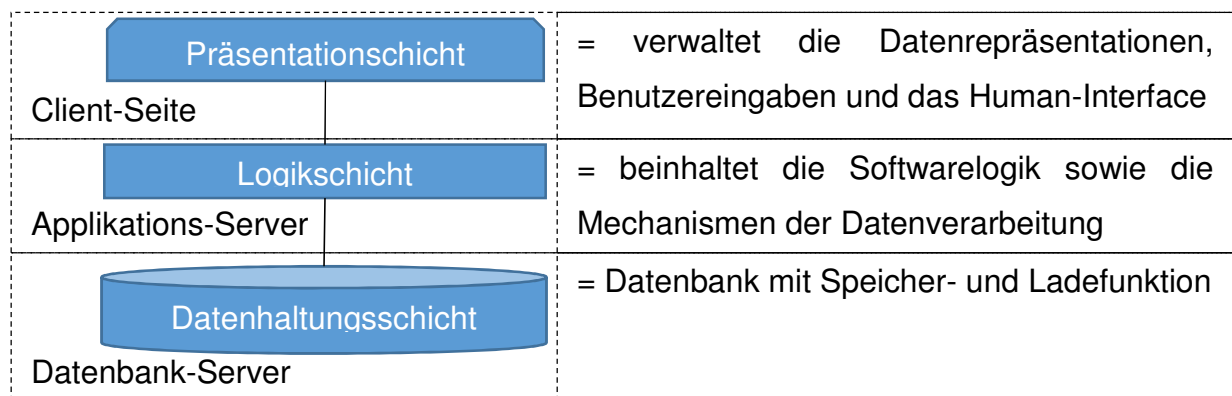 Präsentationschicht
Client-Seite
= verwaltet die Datenrepräsentationen,
Benutzereingaben und das Human-Interface
Logikschicht
Applikations-Server
= beinhaltet die Softwarelogik sowie die
Mechanismen der Datenverarbeitung
Datenhaltungsschicht
Datenbank-Server
= Datenbank mit Speicher- und Ladefunktion